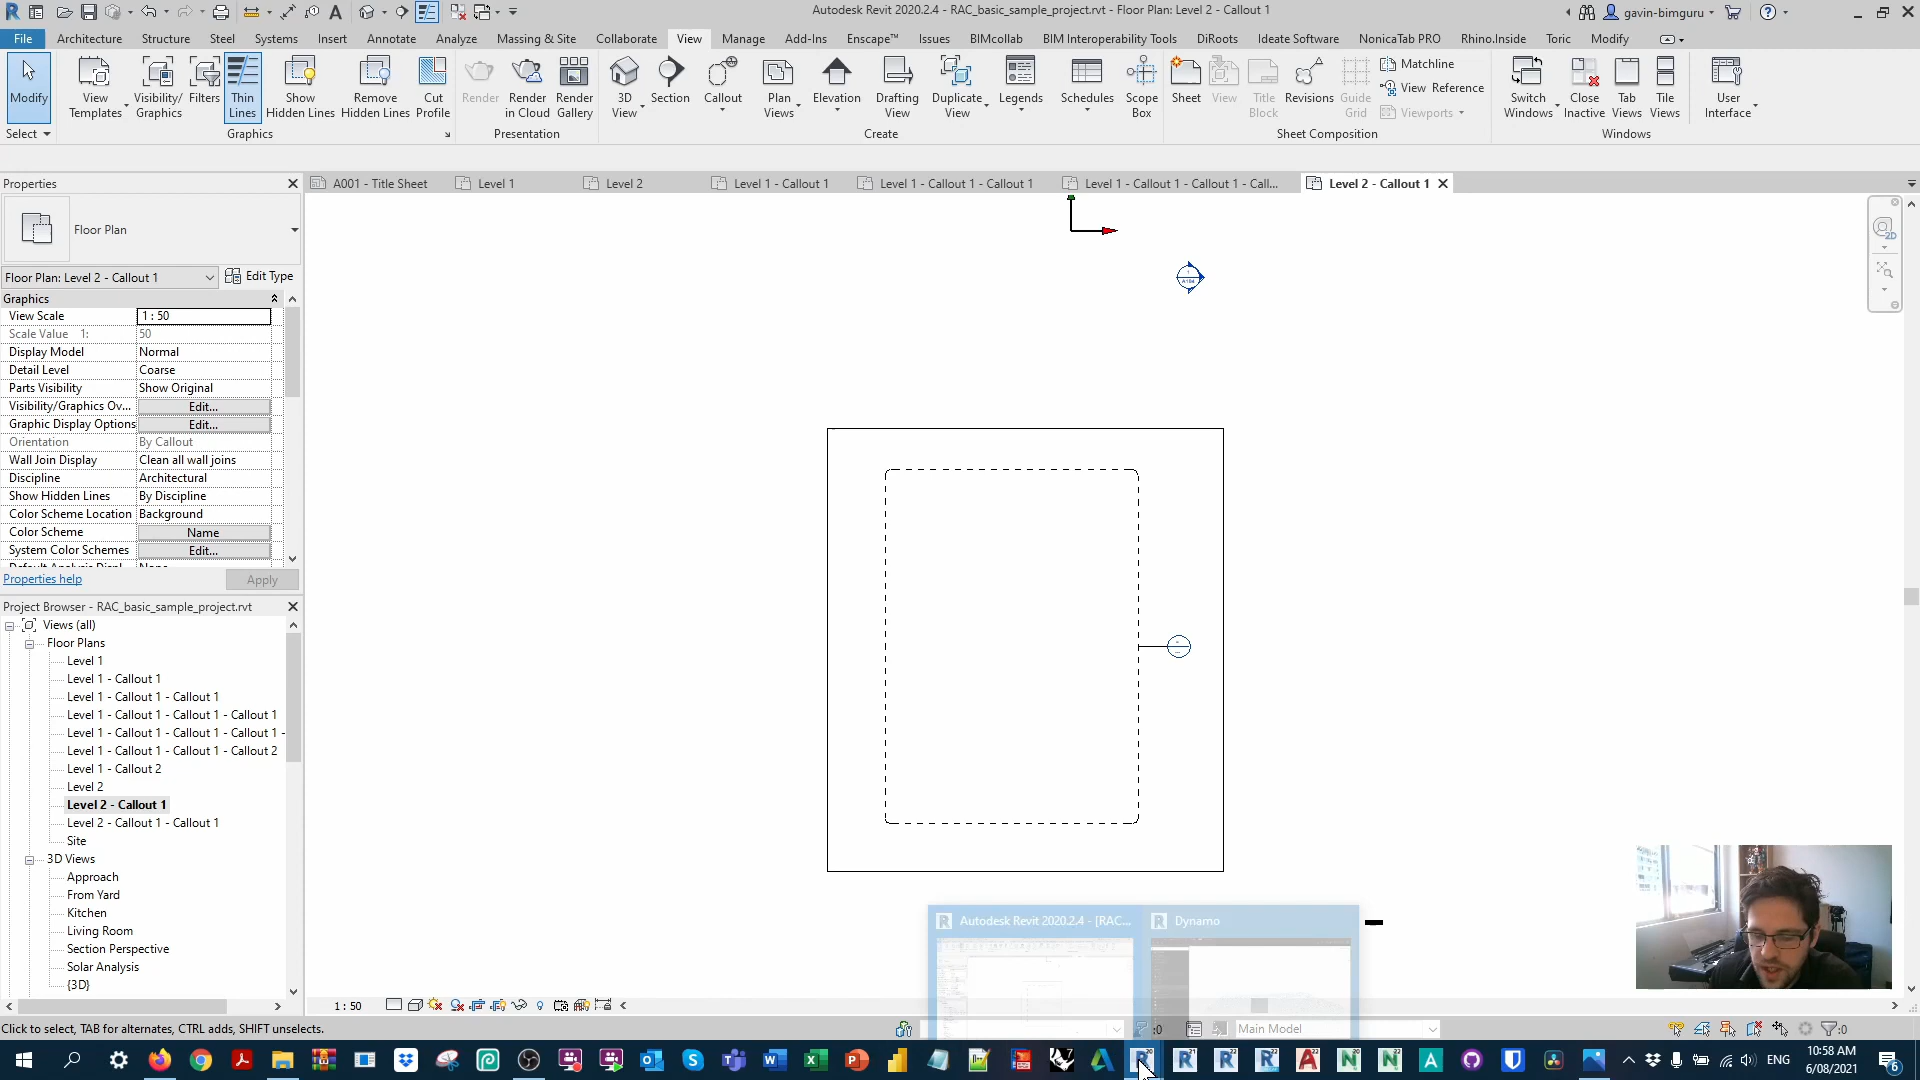 Autodesk Revit 2020.2.4 - RAC_basic_sample_project.rvt - Floor Plan: Level 2 - Callout 1
gavin-bimguru
File Architecture Structure Steel Systems Insert Annotate Analyze Massing & Site Collaborate View Manage Add-Ins Enscape™ Issues BIMcollab BIM Interoperability Tools DiRoots Ideate Software NonicaTab PRO Rhino.Inside Toric Modify
Modify
View Templates
Visibility/ Graphics
Filters
Thin Lines
Show Hidden Lines
Remove Hidden Lines
Cut Profile
Render
Render in Cloud
Render Gallery
3D View
Section
Callout
Plan Views
Elevation
Drafting View
Duplicate View
Legends
Schedules
Scope Box
Sheet
View
Title Block
Revisions
Guide Grid
Matchline
View Reference
Viewports
Switch Windows
Close Inactive
Tab Views
Tile Views
User Interface
Select
Graphics
Presentation
Create
Sheet Composition
Windows
Properties
A001 - Title Sheet
Level 1
Level 2
Level 1 - Callout 1
Level 1 - Callout 1 - Callout 1
Level 1 - Callout 1 - Callout 1 - Call...
Level 2 - Callout 1
Floor Plan
Floor Plan: Level 2 - Callout 1
Edit Type
Graphics
View Scale 1 : 50
Scale Value 1: 50
Display Model Normal
Detail Level Coarse
Parts Visibility Show Original
Visibility/Graphics Ov... Edit...
Graphic Display Options Edit...
Orientation By Callout
Wall Join Display Clean all wall joins
Discipline Architectural
Show Hidden Lines By Discipline
Color Scheme Location Background
Color Scheme Name
System Color Schemes Edit...
Properties help
Apply
Project Browser - RAC_basic_sample_project.rvt
Views (all)
Floor Plans
Level 1
Level 1 - Callout 1
Level 1 - Callout 1 - Callout 1
Level 1 - Callout 1 - Callout 1 - Callout 1
Level 1 - Callout 1 - Callout 1 - Callout 1 -
Level 1 - Callout 1 - Callout 1 - Callout 2
Level 1 - Callout 2
Level 2
Level 2 - Callout 1
Level 2 - Callout 1 - Callout 1
Site
3D Views
Approach
From Yard
Kitchen
Living Room
Section Perspective
Solar Analysis
{3D}
Autodesk Revit 2020.2.4 - [RAC...
Dynamo
1 : 50
Click to select, TAB for alternates, CTRL adds, SHIFT unselects.
:0
Main Model
:0
ENG
10:58 AM
6/08/2021
6